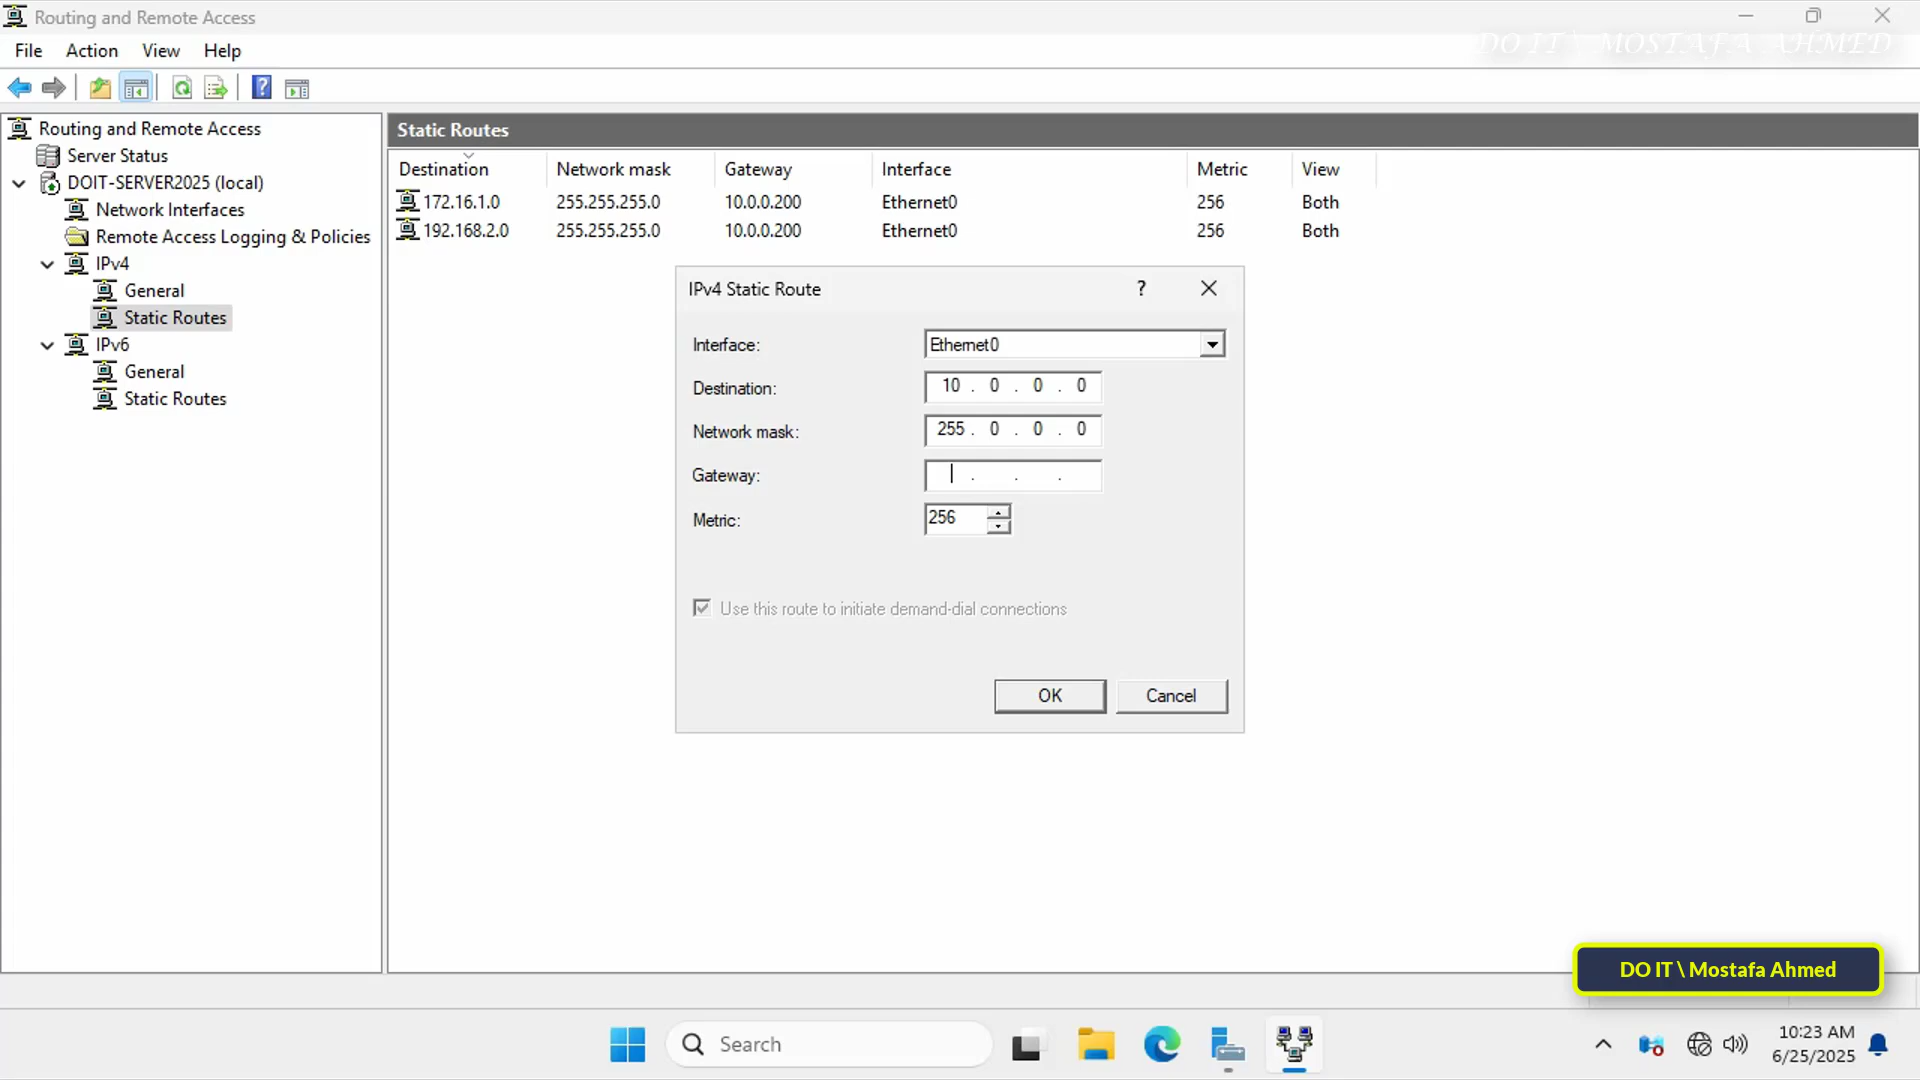 Routing and Remote Access
File Action View Help
DO IT \ MOSTAFA AHMED
Routing and Remote Access
Server Status
DOIT-SERVER2025 (local)
Network Interfaces
Remote Access Logging & Policies
IPv4
General
Static Routes
IPv6
General
Static Routes
Static Routes
Destination Network mask Gateway Interface Metric View
172.16.1.0 255.255.255.0 10.0.0.200 Ethernet0 256 Both
192.168.2.0 255.255.255.0 10.0.0.200 Ethernet0 256 Both
IPv4 Static Route ?
Interface: Ethernet0
Destination: 10 . 0 . 0 . 0
Network mask: 255 . 0 . 0 . 0
Gateway: . . .
Metric: 256
Use this route to initiate demand-dial connections
OK Cancel
DO IT \ Mostafa Ahmed
Search
10:23 AM
6/25/2025